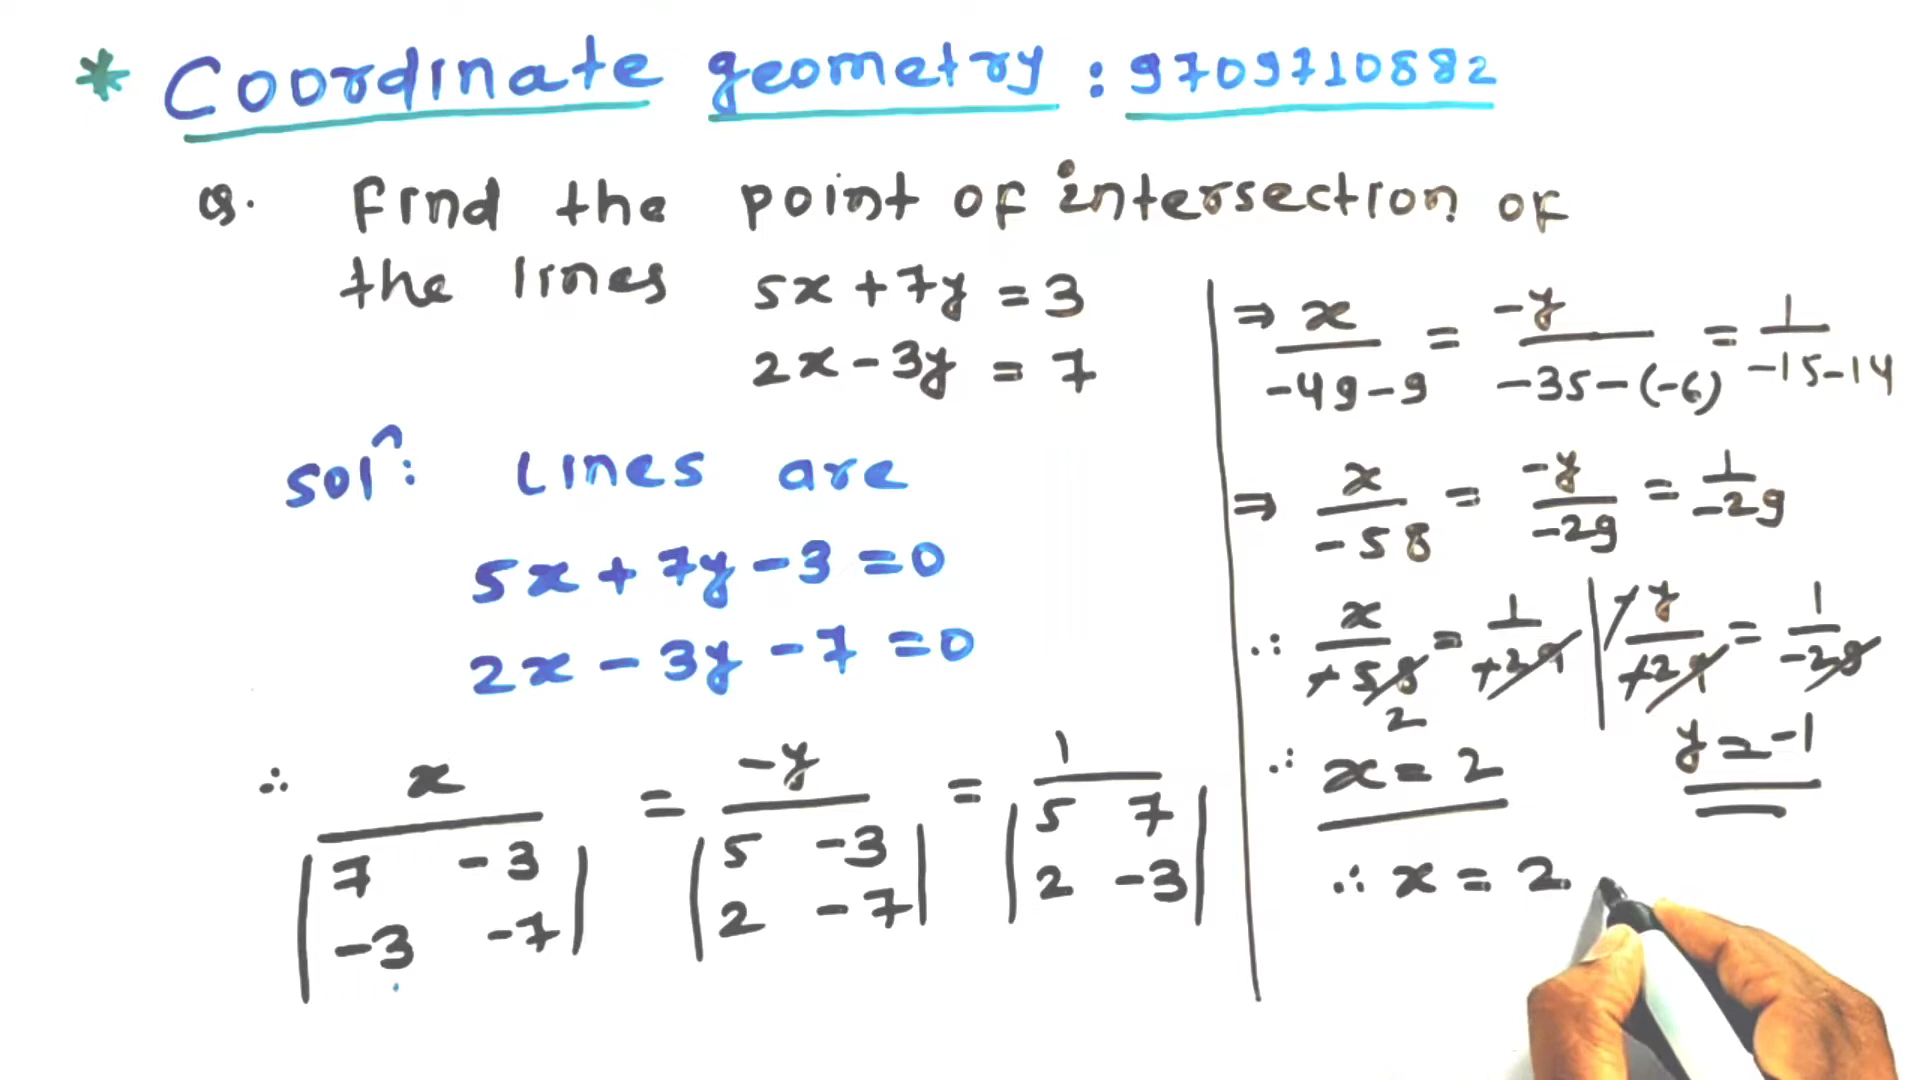 * Coordinate geometry : 9709710882
Q. Find the point of intersection of
the lines 5x + 7y = 3
2x - 3y = 7
Solⁿ: Lines are
5x + 7y - 3 = 0
2x - 3y - 7 = 0
∴ x / |7 -3; -3 -7| = -y / |5 -3; 2 -7| = 1 / |5 7; 2 -3|
⇒ x / -49-9 = -y / -35-(-6) = 1 / -15-14
⇒ x / -58 = -y / -29 = 1 / -29
∴ x / -58 = 1 / -29 | -y / -29 = 1 / -29
2
∴ x = 2 y = -1
∴ x = 2